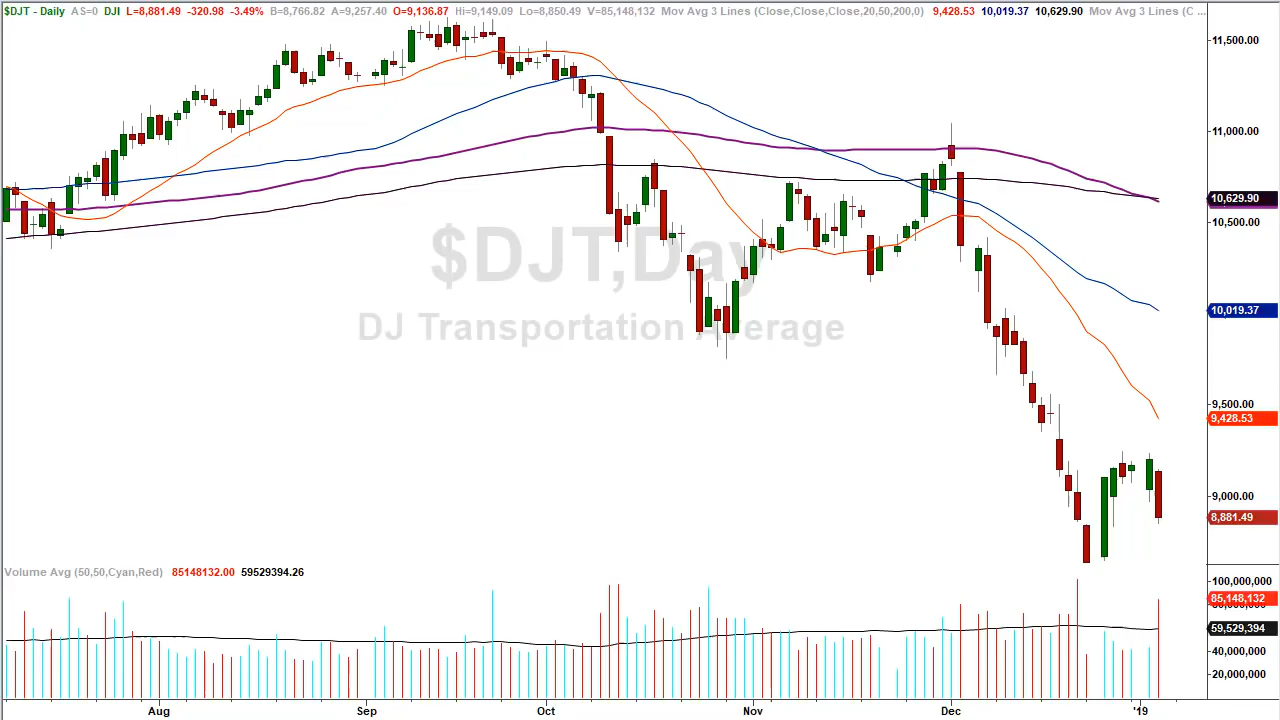 $DJT - Daily AS=0 DJI L=8,881.49 -320.98 -3.49% B=8,766.82 A=9,257.40 O=9,136.87 Hi=9,149.09 Lo=8,850.49 V=85,148,132 Mov Avg 3 Lines (Close,Close,Close,20,50,200,0) 9,428.53 10,019.37 10,629.90 Mov Avg 3 Lines (C ...
11,500.00
11,000.00
10,629.90
10,500.00
$DJT,Day
DJ Transportation Average
10,019.37
9,500.00
9,428.53
9,000.00
8,881.49
Volume Avg (50,50,Cyan,Red) 85148132.00 59529394.26
100,000,000
85,148,132
59,529,394
40,000,000
20,000,000
Aug Sep Oct Nov Dec '19